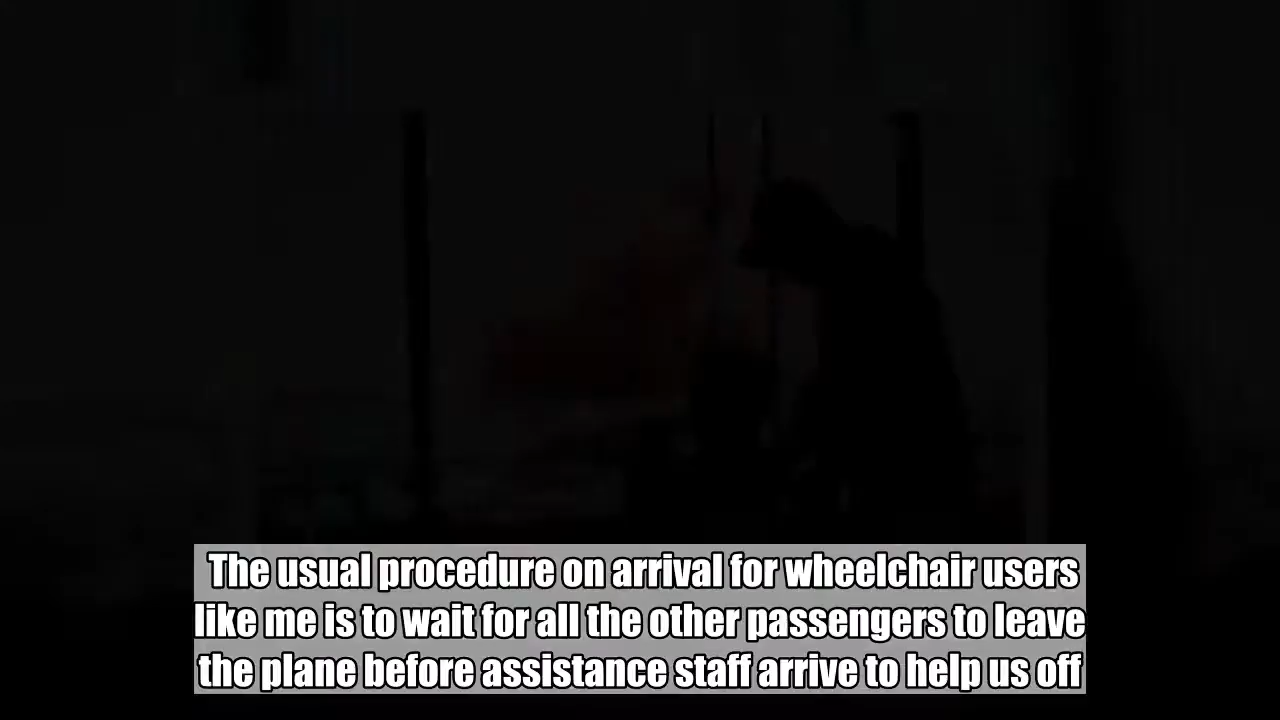 The usual procedure on arrival for wheelchair users
like me is to wait for all the other passengers to leave
the plane before assistance staff arrive to help us off